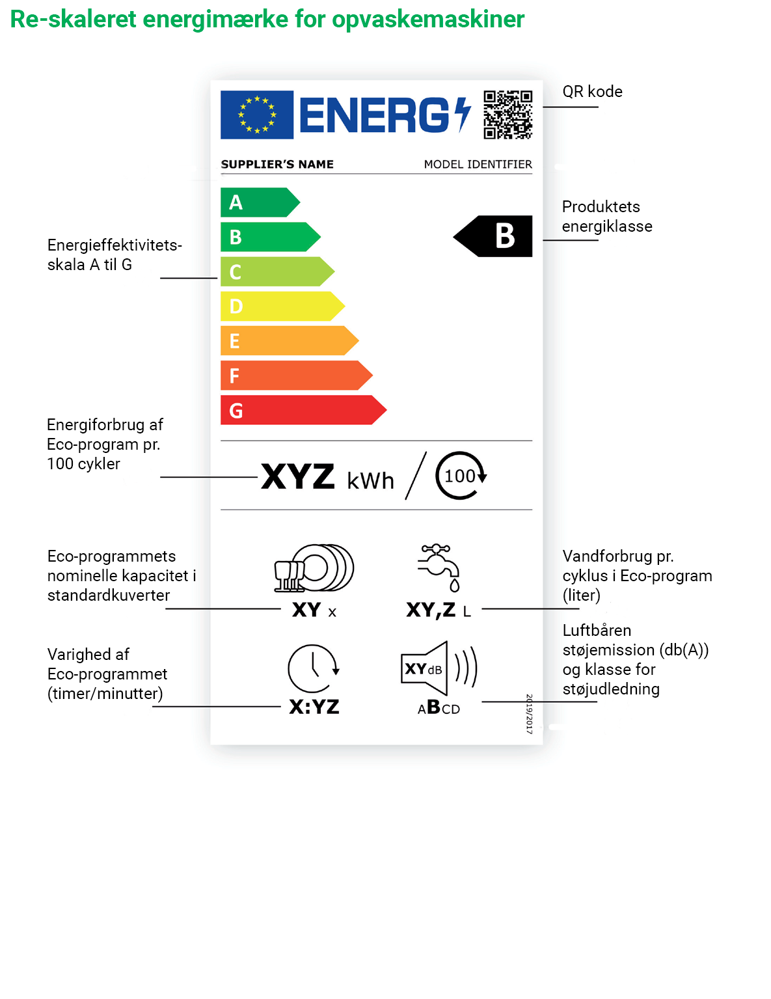 Re-skaleret energimærke for opvaskemaskiner
ENERG
QR kode
SUPPLIER'S NAME
MODEL IDENTIFIER
A
B
C
D
E
F
G
B
Produktets
energiklasse
Energieffektivitets-
skala A til G
Energiforbrug af
Eco-program pr.
100 cykler
XYZ kWh / 100
Eco-programmets
nominelle kapacitet i
standardkuverter
XY x
XY,Z L
Vandforbrug pr.
cyklus i Eco-program
(liter)
Varighed af
Eco-programmet
(timer/minutter)
X:YZ
XY dB
ABCD
Luftbåren
støjemission (db(A))
og klasse for
støjudledning
2019/2017